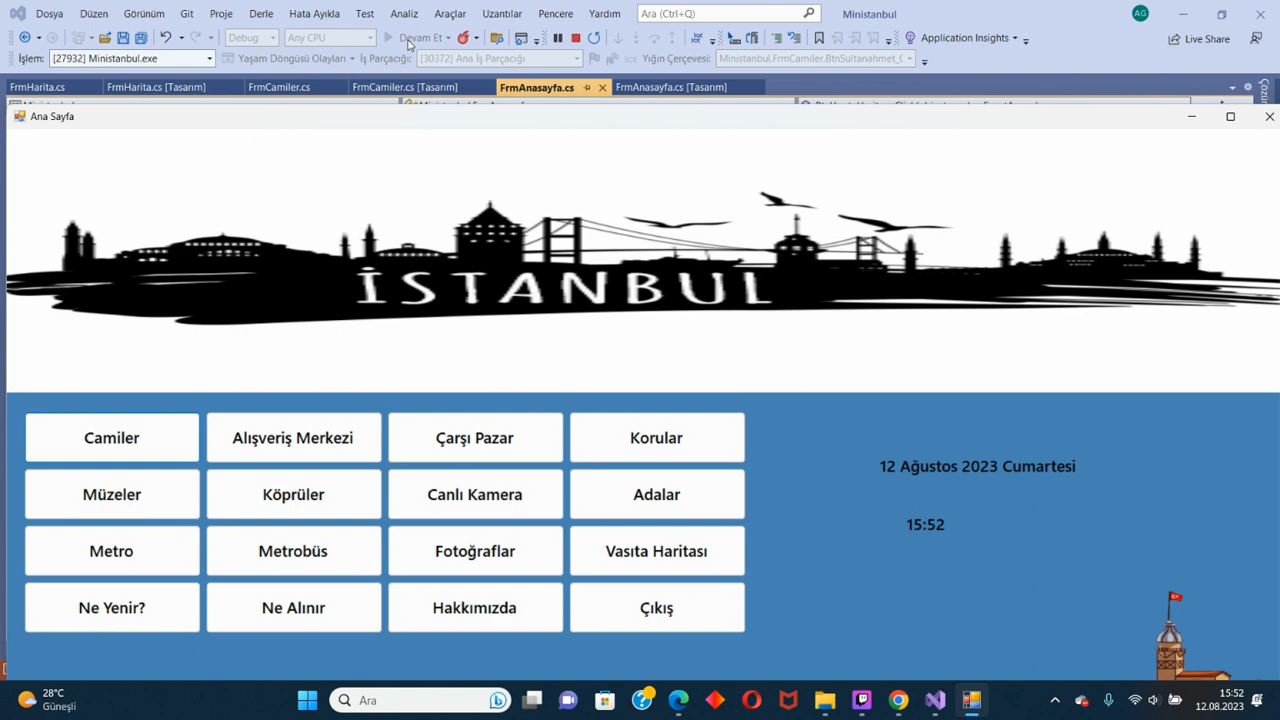 Dosya Düzen Görünüm Git Proje Derle Hata Ayıkla Test Analiz Araçlar Uzantılar Pencere Yardım Ara (Ctrl+Q) Ministanbul AG
Debug Any CPU Devam Et Application Insights Live Share
İşlem: [27932] Ministanbul.exe Yaşam Döngüsü Olayları İş Parçacığı: [30372] Ana İş Parçacığı Yığın Çerçevesi: Ministanbul.FrmCamiler.BtnSultanahmet_C
FrmHarita.cs FrmHarita.cs [Tasarım] FrmCamiler.cs FrmCamiler.cs [Tasarım] FrmAnasayfa.cs FrmAnasayfa.cs [Tasarım]
Ana Sayfa
İSTANBUL
Camiler Alışveriş Merkezi Çarşı Pazar Korular
12 Ağustos 2023 Cumartesi
Müzeler Köprüler Canlı Kamera Adalar
15:52
Metro Metrobüs Fotoğraflar Vasıta Haritası
Ne Yenir? Ne Alınır Hakkımızda Çıkış
28°C
Güneşli
Ara
15:52
12.08.2023